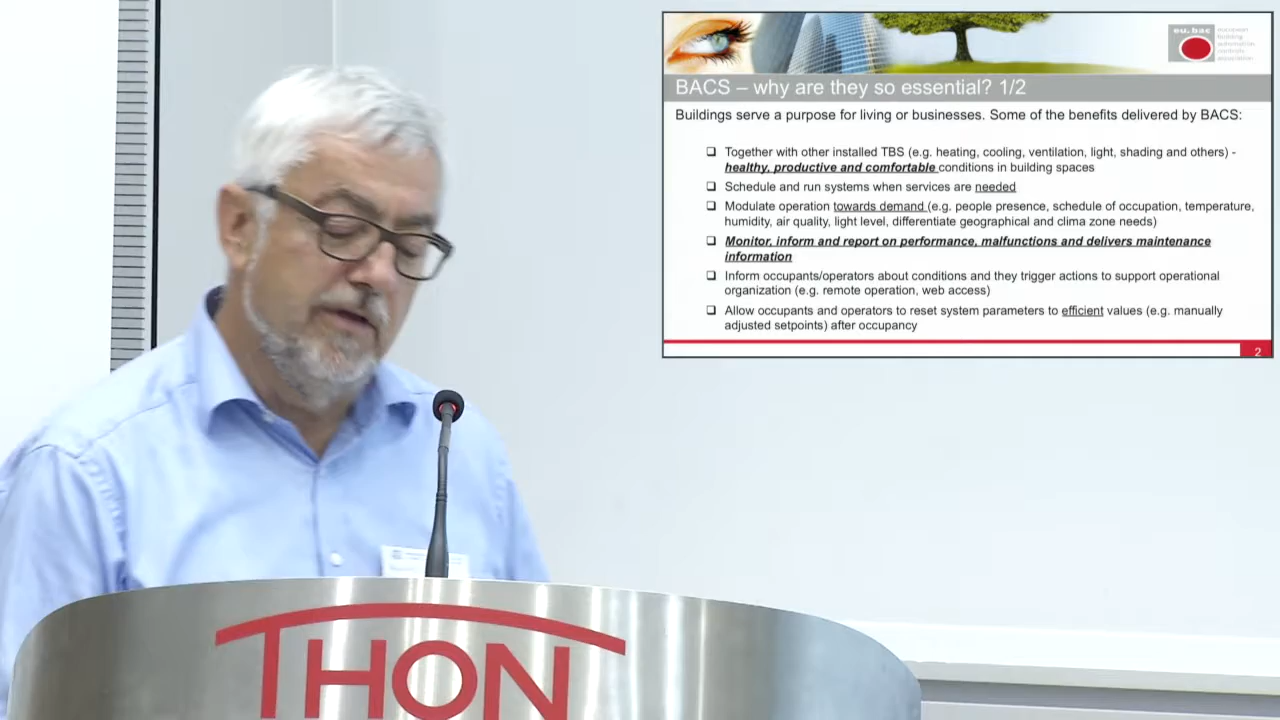 eu.bac
european
building
automation
controls
association
BACS – why are they so essential? 1/2
Buildings serve a purpose for living or businesses. Some of the benefits delivered by BACS:
❑ Together with other installed TBS (e.g. heating, cooling, ventilation, light, shading and others) -
healthy, productive and comfortable conditions in building spaces
❑ Schedule and run systems when services are needed
❑ Modulate operation towards demand (e.g. people presence, schedule of occupation, temperature,
humidity, air quality, light level, differentiate geographical and clima zone needs)
❑ Monitor, inform and report on performance, malfunctions and delivers maintenance
information
❑ Inform occupants/operators about conditions and they trigger actions to support operational
organization (e.g. remote operation, web access)
❑ Allow occupants and operators to reset system parameters to efficient values (e.g. manually
adjusted setpoints) after occupancy
2
THON